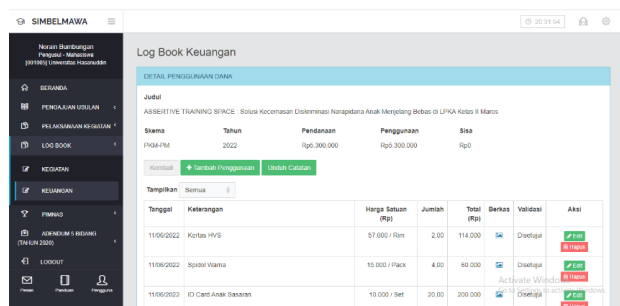 SIMBELMAWA
20:31:54
Norain Bumbungan
Pengusul - Mahasiswa
[001005] Universitas Hasanuddin
BERANDA
PENGAJUAN USULAN
PELAKSANAAN KEGIATAN
LOG BOOK
KEGIATAN
KEUANGAN
PIMNAS
ADENDUM 5 BIDANG
(TAHUN 2020)
LOGOUT
Pesan Panduan Pengguna
Log Book Keuangan
DETAIL PENGGUNAAN DANA
Judul
ASSERTIVE TRAINING SPACE : Solusi Kecemasan Diskriminasi Narapidana Anak Menjelang Bebas di LPKA Kelas II Maros
Skema Tahun Pendanaan Penggunaan Sisa
PKM-PM 2022 Rp5.300.000 Rp5.300.000 Rp0
Kembali + Tambah Penggunaan Unduh Catatan
Tampilkan Semua
Tanggal Keterangan Harga Satuan (Rp) Jumlah Total (Rp) Berkas Validasi Aksi
11/06/2022 Kertas HVS 57.000 / Rim 2,00 114.000 Disetujui Edit
Hapus
11/06/2022 Spidol Warna 15.000 / Pack 4,00 60.000 Disetujui Edit
Hapus
Activate Windows
11/06/2022 ID Card Anak Sasaran 10.000 / Set 20,00 200.000 Disetujui Edit